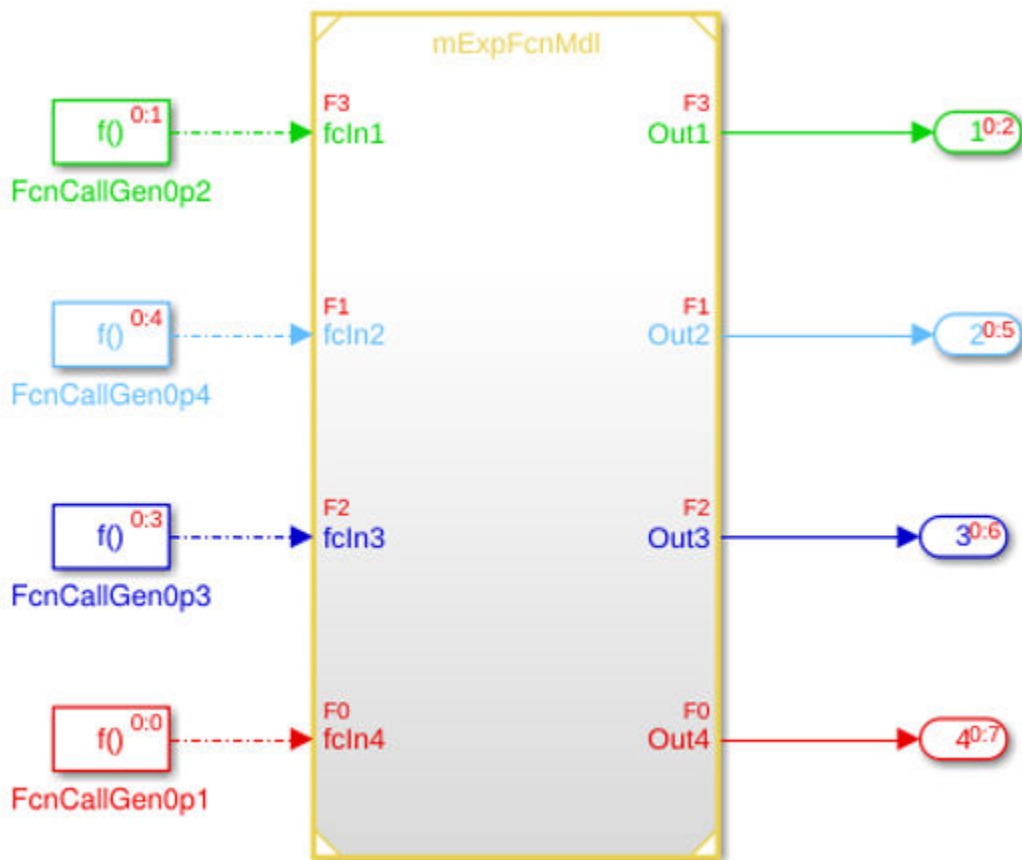 mExpFcnMdl
f() 0:1
FcnCallGen0p2
F3
fcIn1
F3
Out1
1 0:2
f() 0:4
FcnCallGen0p4
F1
fcIn2
F1
Out2
2 0:5
f() 0:3
FcnCallGen0p3
F2
fcIn3
F2
Out3
3 0:6
f() 0:0
FcnCallGen0p1
F0
fcIn4
F0
Out4
4 0:7